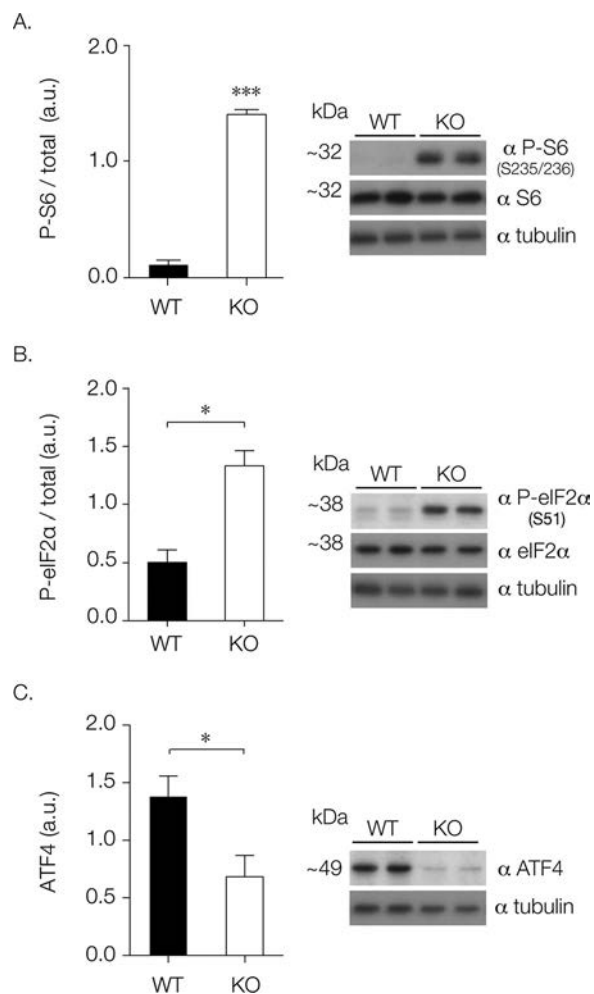 A.
P-S6 / total (a.u.)
2.0
1.0
0.0
***
WT
KO
kDa
WT KO
~32
α P-S6
(S235/236)
~32
α S6
α tubulin
B.
P-eIF2α / total (a.u.)
2.0
1.5
1.0
0.5
0.0
*
WT
KO
kDa
WT KO
~38
α P-eIF2α
(S51)
~38
α eIF2α
α tubulin
C.
ATF4 (a.u.)
2.0
1.5
1.0
0.5
0.0
*
WT
KO
kDa
WT KO
~49
α ATF4
α tubulin